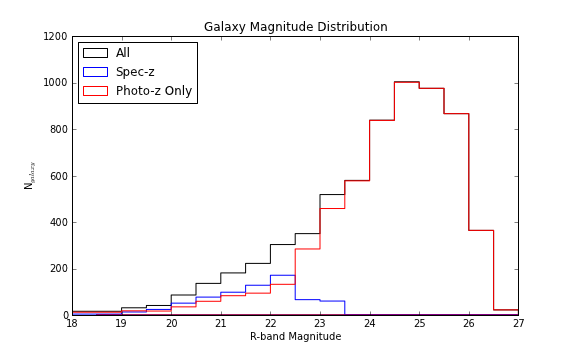 Galaxy Magnitude Distribution
1200
1000
800
600
400
200
0
N_galaxy
All
Spec-z
Photo-z Only
18 19 20 21 22 23 24 25 26 27
R-band Magnitude